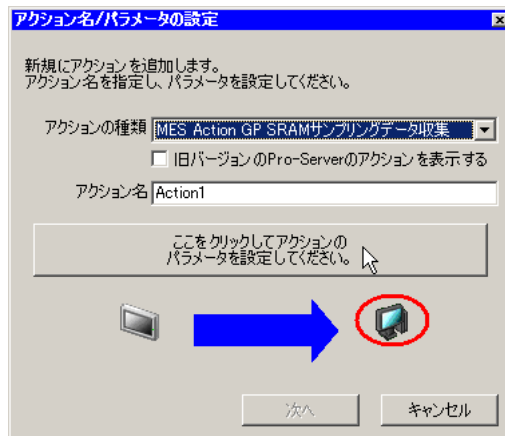 アクション名/パラメータの設定
新規にアクションを追加します。
アクション名を指定し、パラメータを設定してください。
アクションの種類 MES Action GP SRAMサンプリングデータ収集
旧バージョンのPro-Serverのアクションを表示する
アクション名 Action1
ここをクリックしてアクションの
パラメータを設定してください。
次へ キャンセル